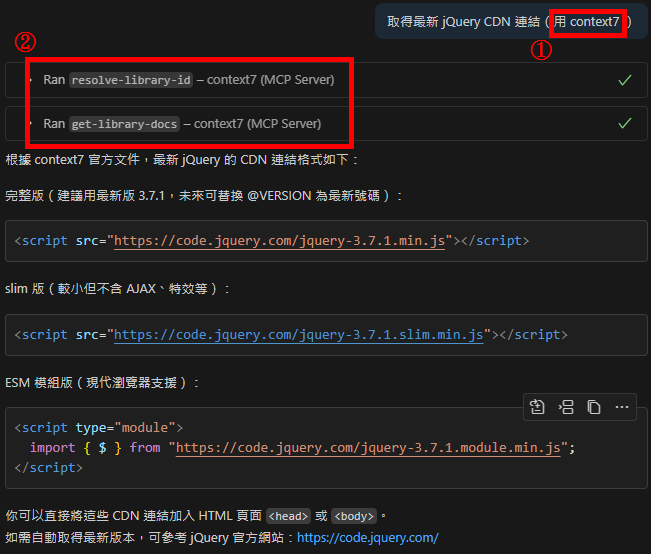 取得最新 jQuery CDN 連結（用 context7 ）
①
②
Ran resolve-library-id – context7 (MCP Server)
Ran get-library-docs – context7 (MCP Server)
根據 context7 官方文件，最新 jQuery 的 CDN 連結格式如下：
完整版（建議用最新版 3.7.1，未來可替換 @VERSION 為最新號碼）：
<script src="https://code.jquery.com/jquery-3.7.1.min.js"></script>
slim 版（較小但不含 AJAX、特效等）：
<script src="https://code.jquery.com/jquery-3.7.1.slim.min.js"></script>
ESM 模組版（現代瀏覽器支援）：
<script type="module">
  import { $ } from "https://code.jquery.com/jquery-3.7.1.module.min.js";
</script>
你可以直接將這些 CDN 連結加入 HTML 頁面 <head> 或 <body>。
如需自動取得最新版本，可參考 jQuery 官方網站：https://code.jquery.com/